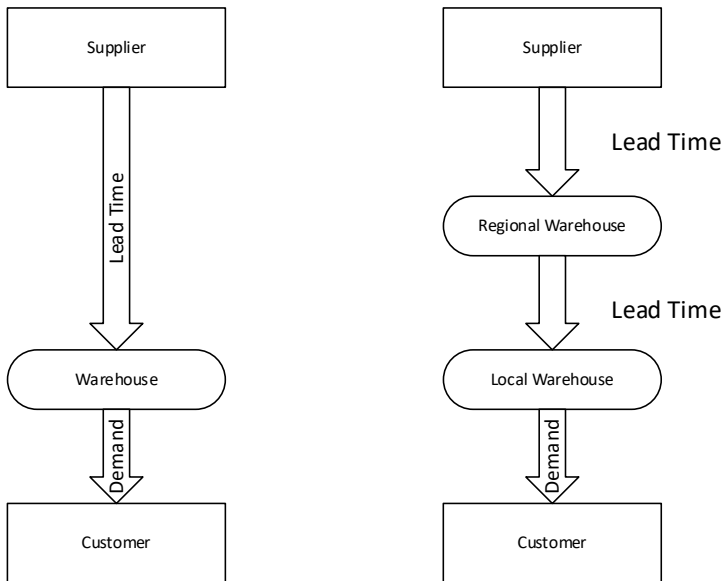 Supplier
Lead Time
Warehouse
Demand
Customer
Supplier
Lead Time
Regional Warehouse
Lead Time
Local Warehouse
Demand
Customer